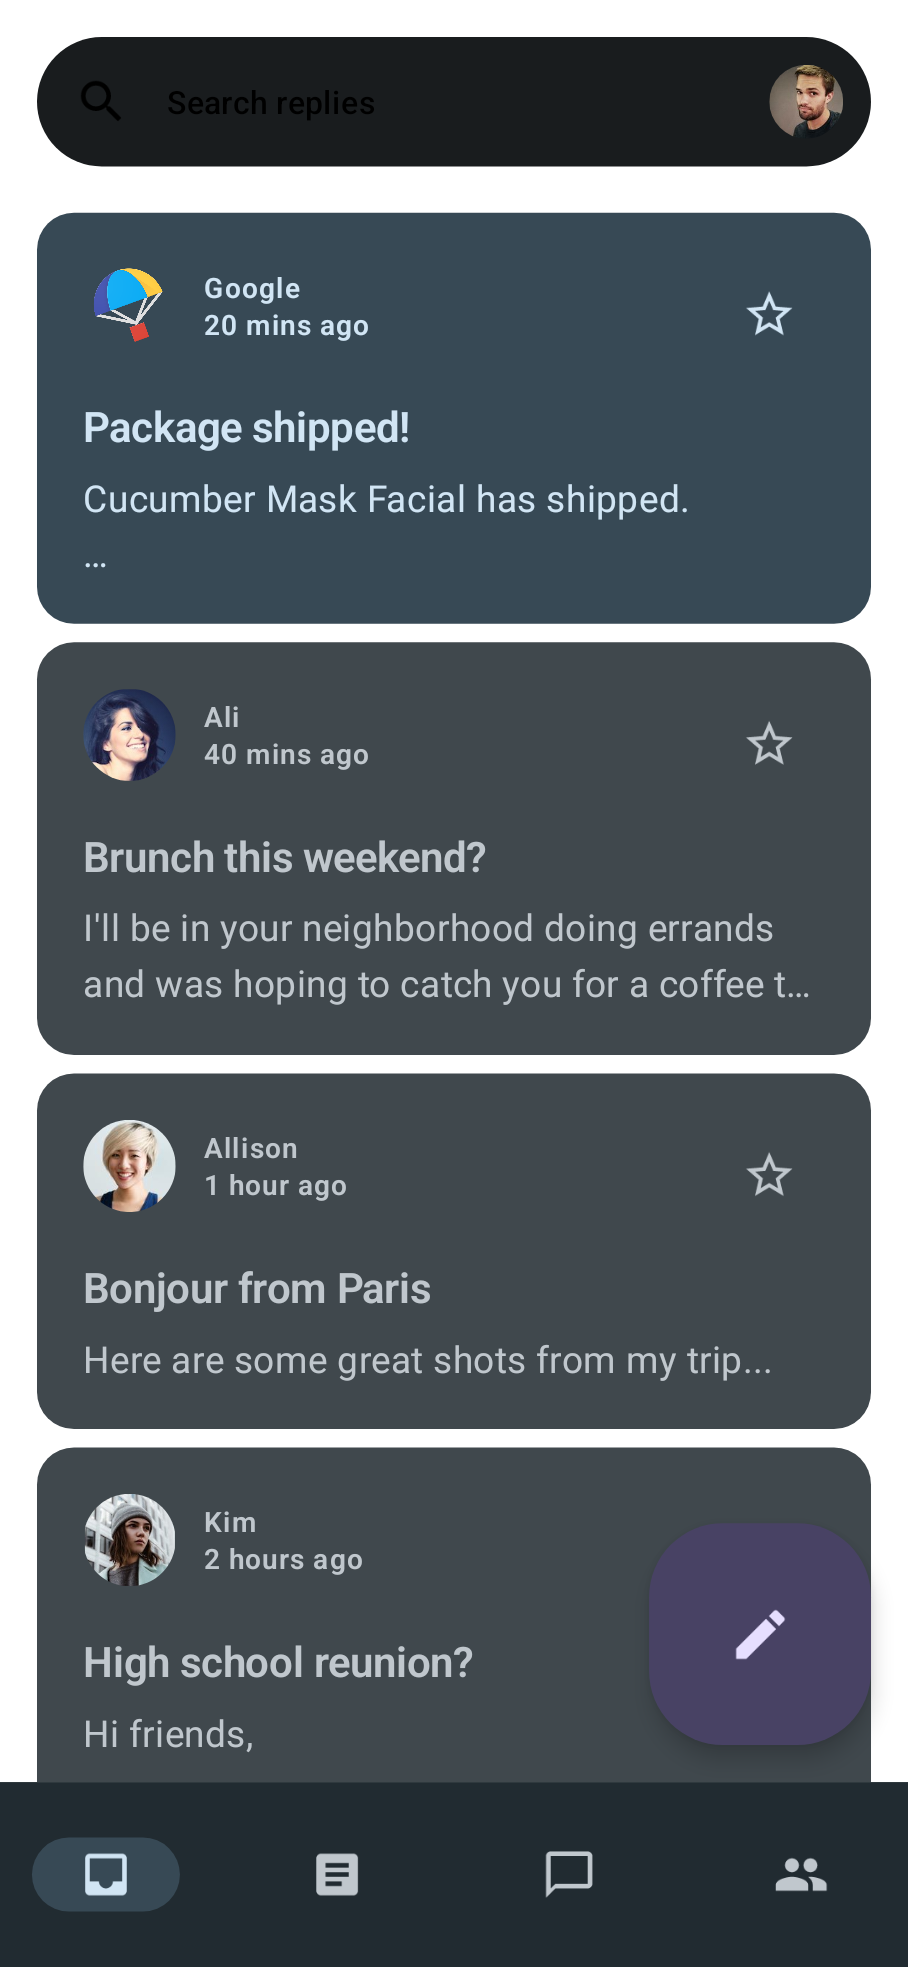 Search replies
Google
20 mins ago
Package shipped!
Cucumber Mask Facial has shipped.
...
Ali
40 mins ago
Brunch this weekend?
I'll be in your neighborhood doing errands
and was hoping to catch you for a coffee t...
Allison
1 hour ago
Bonjour from Paris
Here are some great shots from my trip...
Kim
2 hours ago
High school reunion?
Hi friends,